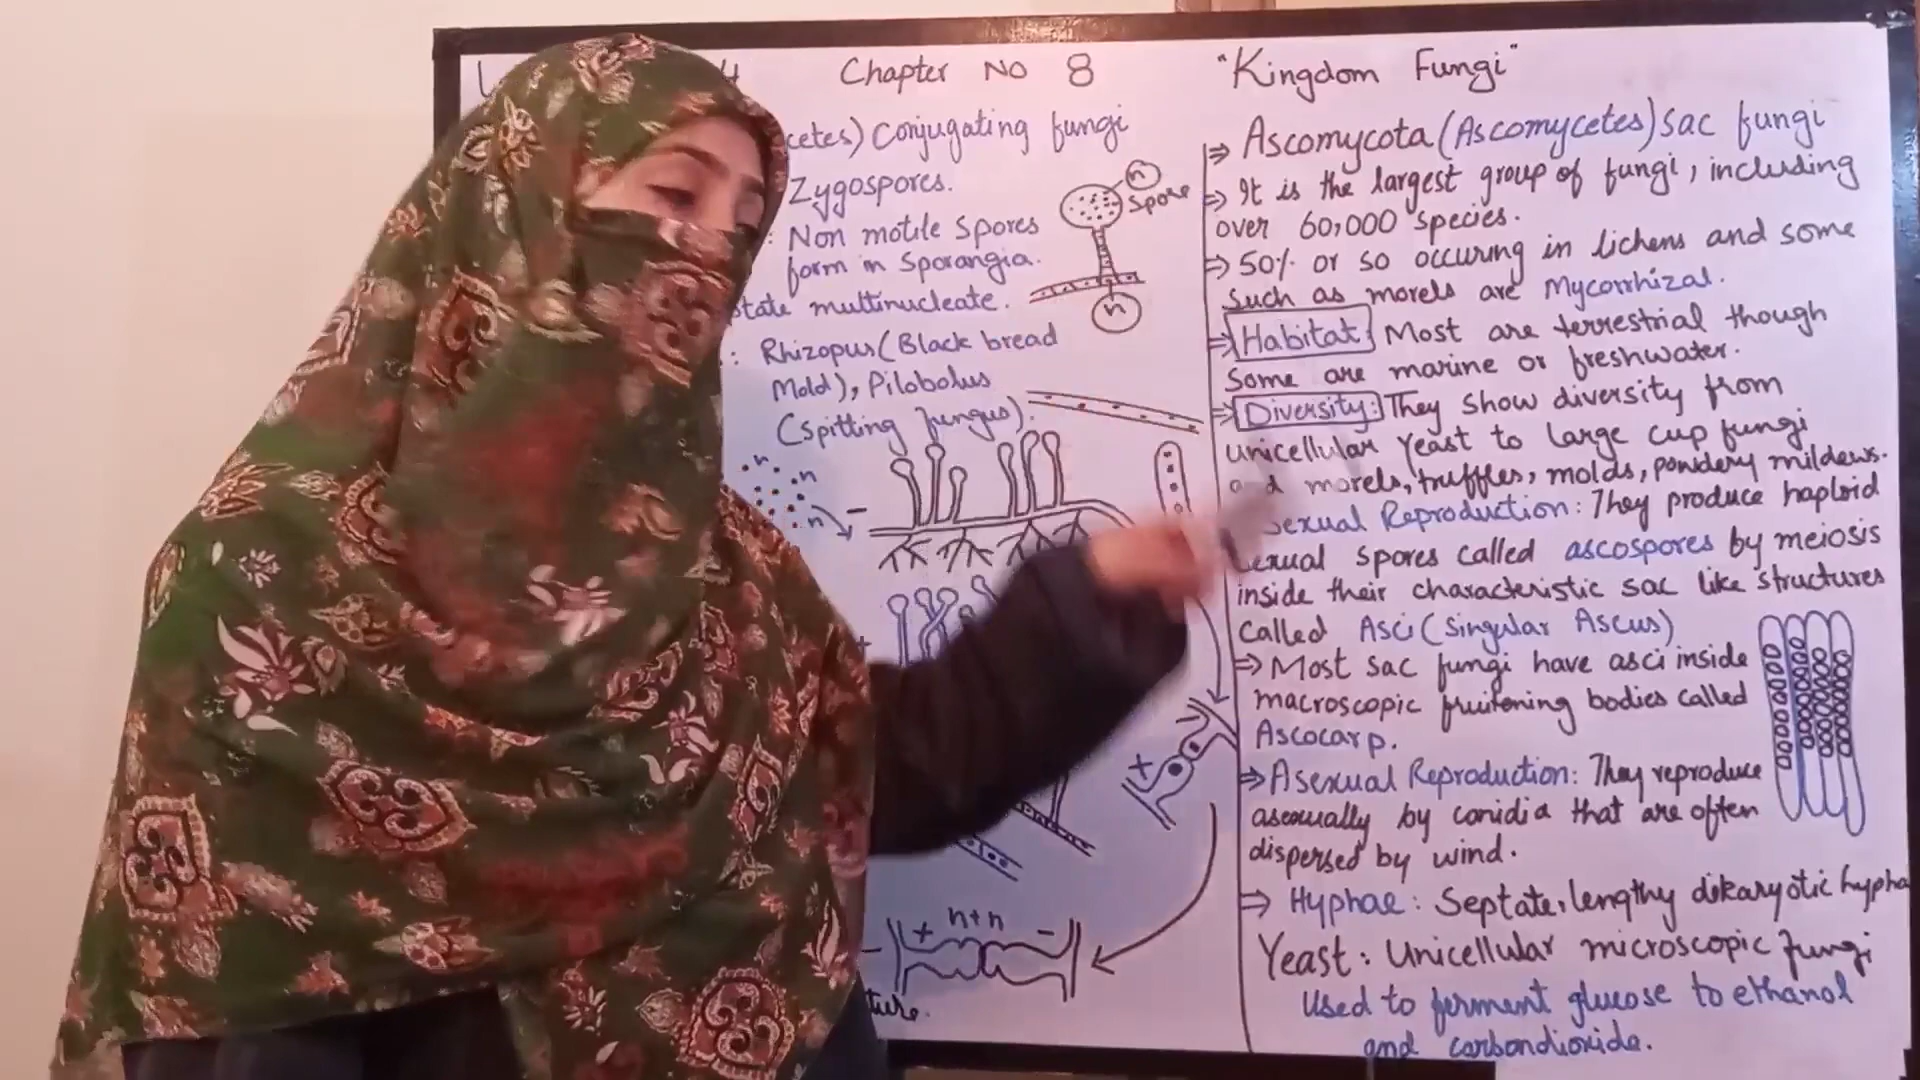 4 Chapter No 8 "Kingdom Fungi"
cetes) Conjugating fungi
Zygospores.
: Non motile spores
form in sporangia.
state multinucleate.
: Rhizopus (Black bread
Mold), Pilobolus
(spitting fungus).
n
spore
n
n
n
n
-
+
-
+ n+n -
-
ture.
⇒ Ascomycota (Ascomycetes) sac fungi
⇒ It is the largest group of fungi, including
over 60,000 species.
⇒ 50% or so occuring in lichens and some
such as morels are Mycorrhizal.
⇒ Habitat: Most are terrestrial though
some are marine or freshwater.
⇒ Diversity: They show diversity from
unicellular yeast to large cup fungi
and morels, truffles, molds, powdery mildews.
sexual Reproduction: They produce haploid
sexual spores called ascospores by meiosis
inside their characteristic sac like structures
called Asci (Singular Ascus)
⇒ Most sac fungi have asci inside
macroscopic fruitening bodies called
Ascocarp.
⇒ Asexual Reproduction: They reproduce
asexually by conidia that are often
dispersed by wind.
⇒ Hyphae: Septate, lengthy dikaryotic hypha
Yeast: Unicellular microscopic fungi
used to ferment glucose to ethanol
and carbondioxide.